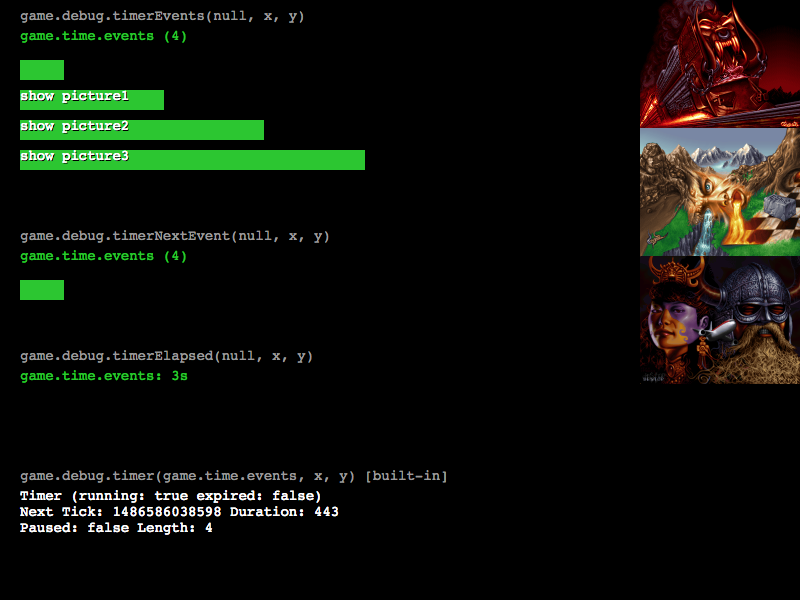 game.debug.timerEvents(null, x, y)
game.time.events (4)
show picture1
show picture2
show picture3
game.debug.timerNextEvent(null, x, y)
game.time.events (4)
game.debug.timerElapsed(null, x, y)
game.time.events: 3s
game.debug.timer(game.time.events, x, y) [built-in]
Timer (running: true expired: false)
Next Tick: 1486586038598 Duration: 443
Paused: false Length: 4